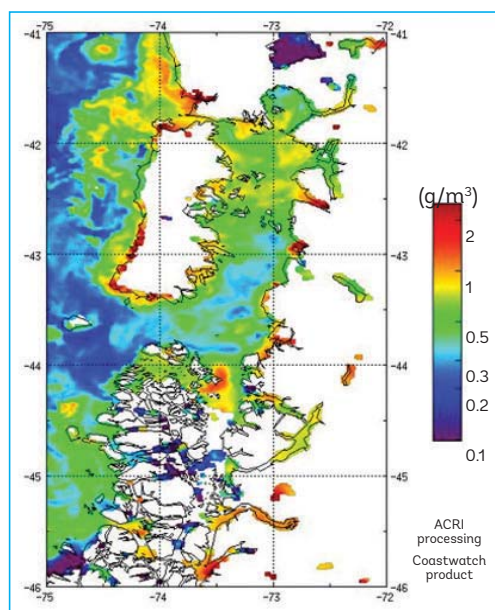 -75 -74 -73 -72
-41 -41
-42 -42
-43 -43
-44 -44
-45 -45
-46 -46
-75 -74 -73 -72
(g/m³)
2
1
0.5
0.3
0.2
0.1
ACRI
processing
Coastwatch
product